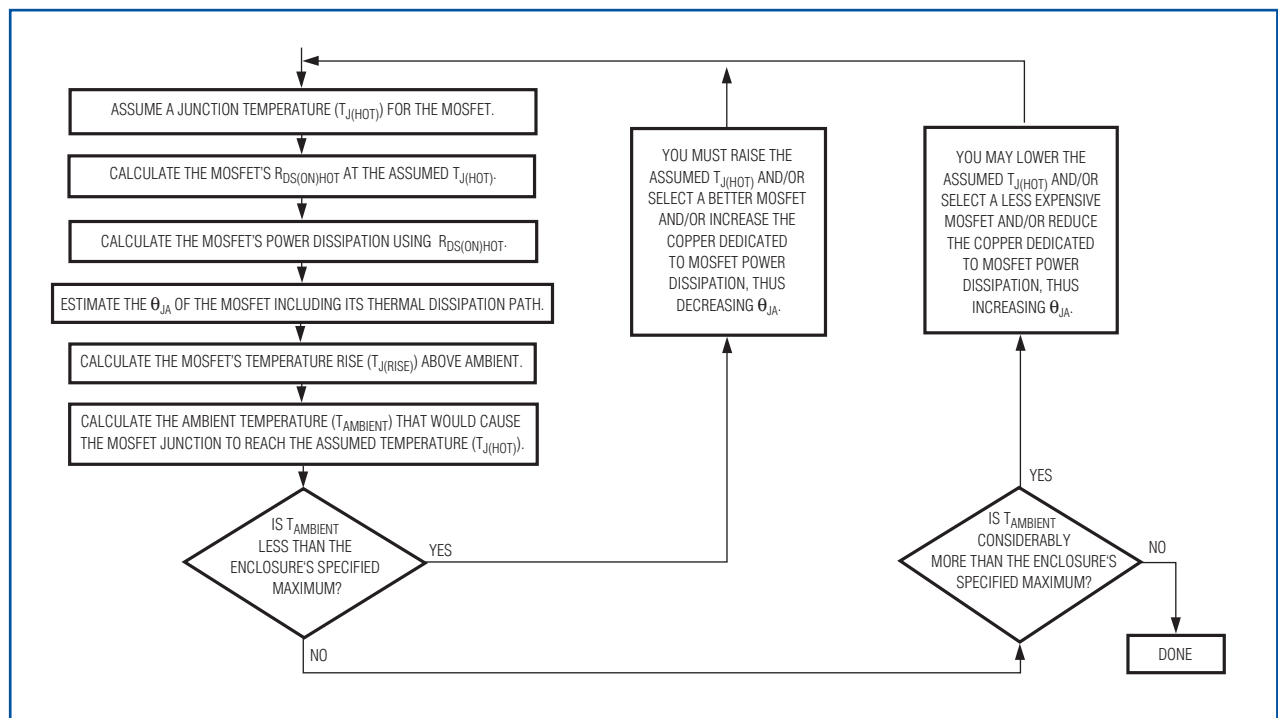 ASSUME A JUNCTION TEMPERATURE (TJ(HOT)) FOR THE MOSFET.
CALCULATE THE MOSFET'S RDS(ON)HOT AT THE ASSUMED TJ(HOT).
CALCULATE THE MOSFET'S POWER DISSIPATION USING RDS(ON)HOT.
ESTIMATE THE θJA OF THE MOSFET INCLUDING ITS THERMAL DISSIPATION PATH.
CALCULATE THE MOSFET'S TEMPERATURE RISE (TJ(RISE)) ABOVE AMBIENT.
CALCULATE THE AMBIENT TEMPERATURE (TAMBIENT) THAT WOULD CAUSE
THE MOSFET JUNCTION TO REACH THE ASSUMED TEMPERATURE (TJ(HOT)).
IS TAMBIENT
LESS THAN THE
ENCLOSURE'S SPECIFIED
MAXIMUM?
YES
NO
YOU MUST RAISE THE
ASSUMED TJ(HOT) AND/OR
SELECT A BETTER MOSFET
AND/OR INCREASE THE
COPPER DEDICATED
TO MOSFET POWER
DISSIPATION, THUS
DECREASING θJA.
YOU MAY LOWER THE
ASSUMED TJ(HOT) AND/OR
SELECT A LESS EXPENSIVE
MOSFET AND/OR REDUCE
THE COPPER DEDICATED
TO MOSFET POWER
DISSIPATION, THUS
INCREASING θJA.
YES
IS TAMBIENT
CONSIDERABLY
MORE THAN THE ENCLOSURE'S
SPECIFIED MAXIMUM?
NO
DONE